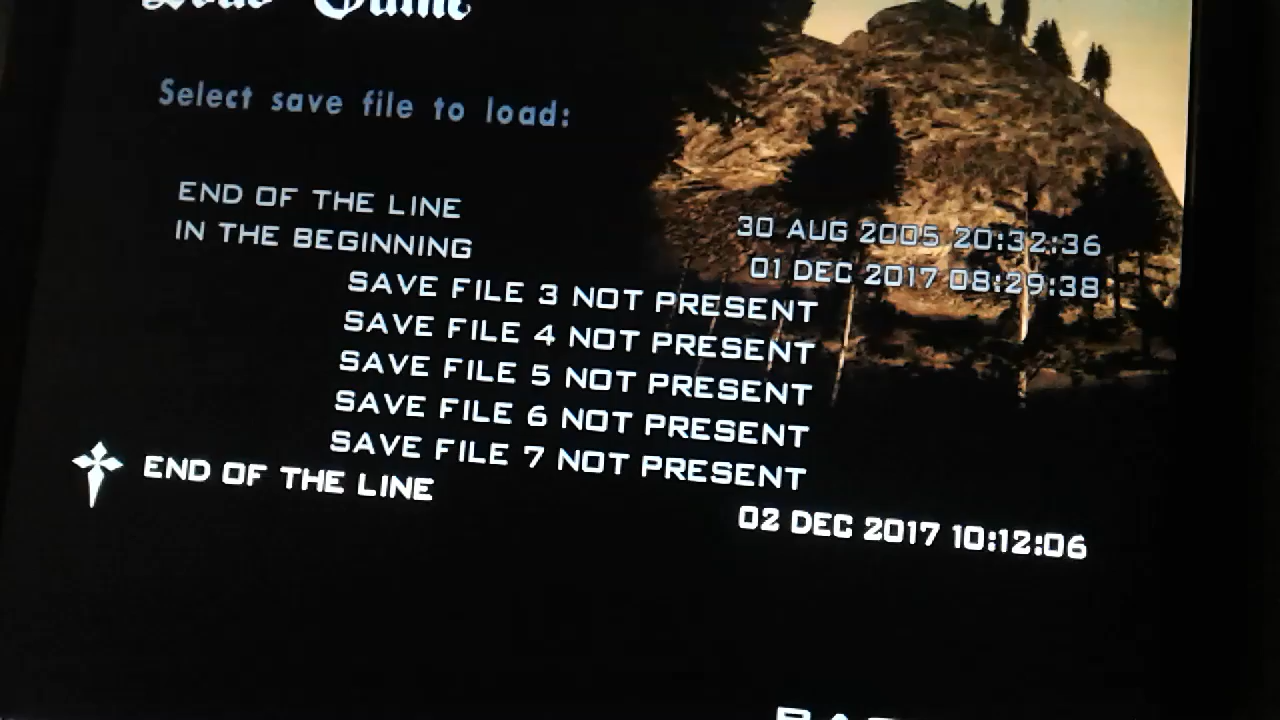 Load Game
Select save file to load:
END OF THE LINE 30 AUG 2005 20:32:36
IN THE BEGINNING 01 DEC 2017 08:29:38
SAVE FILE 3 NOT PRESENT
SAVE FILE 4 NOT PRESENT
SAVE FILE 5 NOT PRESENT
SAVE FILE 6 NOT PRESENT
SAVE FILE 7 NOT PRESENT
END OF THE LINE 02 DEC 2017 10:12:06